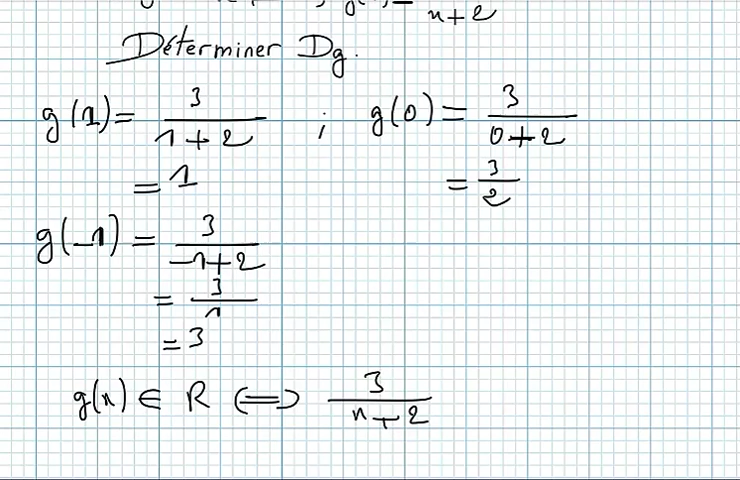 x+2
Déterminer Dg.
g(1) = 3/(1+2) ; g(0) = 3/(0+2)
= 1 = 3/2
g(-1) = 3/(-1+2)
= 3/1
= 3
g(x) ∈ R ⟺ 3/(x+2)